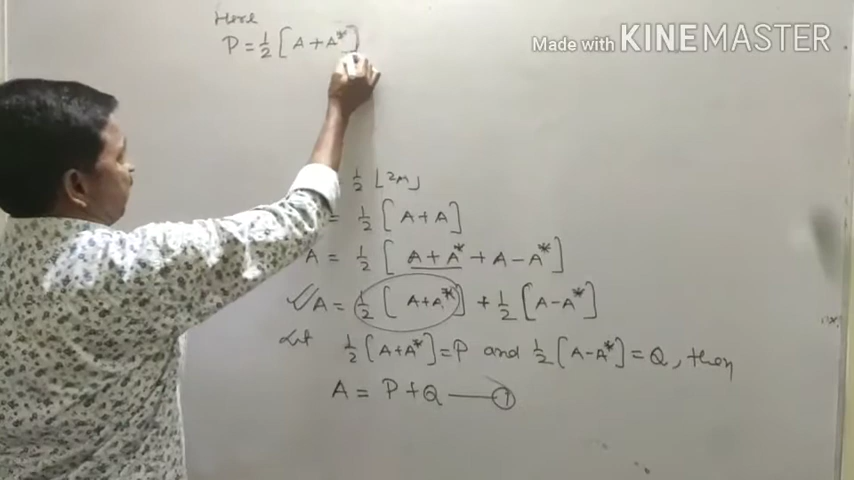 Here
P = 1/2 [A + A*]
Made with KINEMASTER
1/2 [2A]
= 1/2 [A + A]
A = 1/2 [A + A* + A - A*]
✓A = 1/2 [A + A*] + 1/2 [A - A*]
Let 1/2 [A + A*] = P and 1/2 [A - A*] = Q, then
A = P + Q —— ①